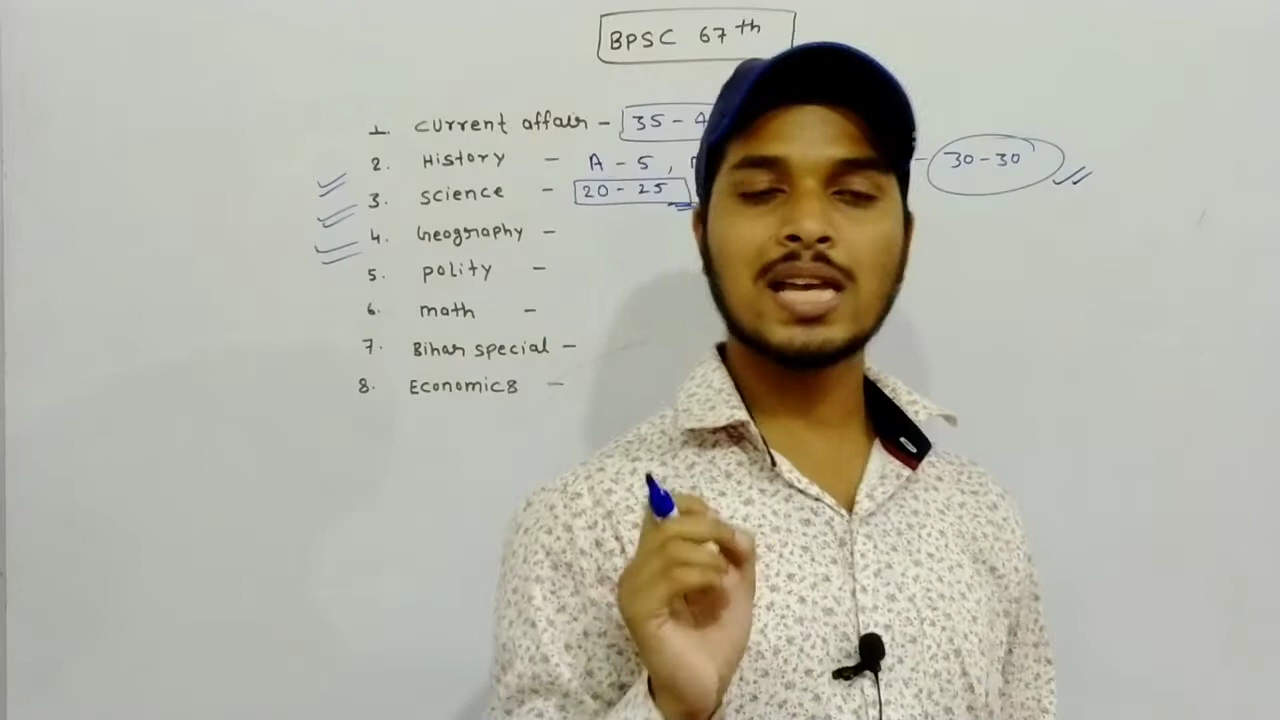 BPSC 67th
1. Current affair - 35 - 4
2. History - A - 5, - 30-30
3. science - 20 - 25
4. Geography -
5. polity -
6. math -
7. Bihar special -
8. Economics -